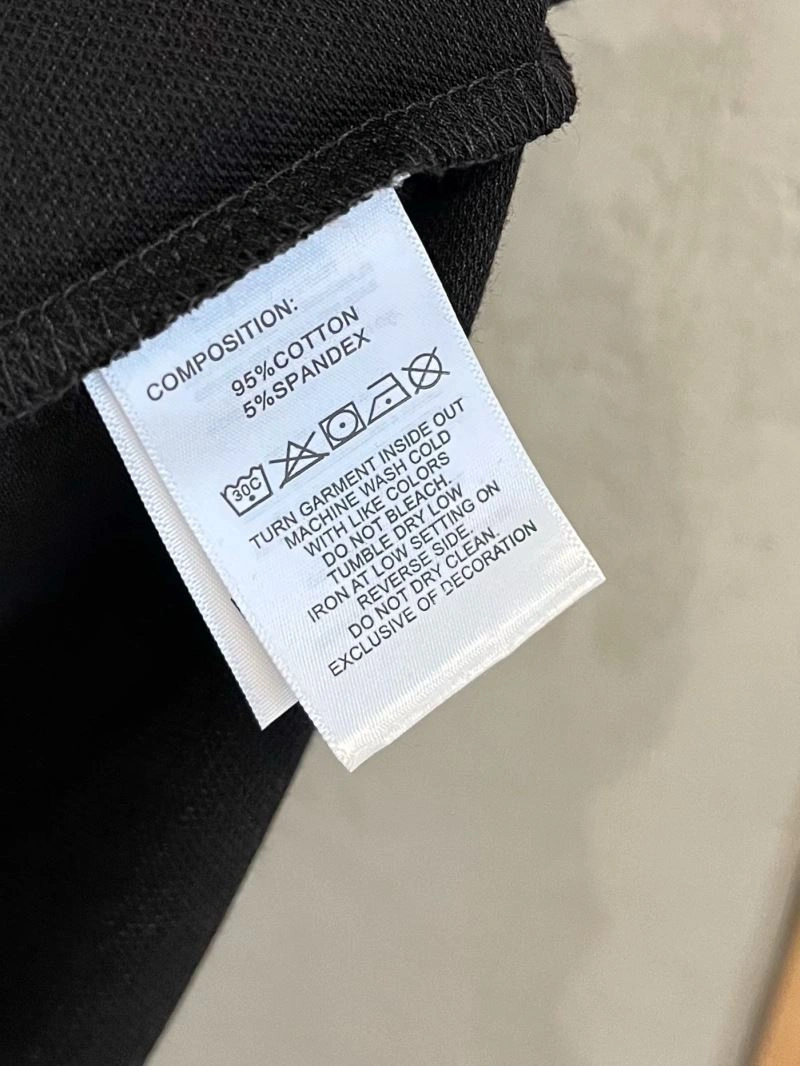 COMPOSITION:
95%COTTON
5%SPANDEX
30C
TURN GARMENT INSIDE OUT
MACHINE WASH COLD
WITH LIKE COLORS
DO NOT BLEACH.
TUMBLE DRY LOW
IRON AT LOW SETTING ON
REVERSE SIDE.
DO NOT DRY CLEAN.
EXCLUSIVE OF DECORATION